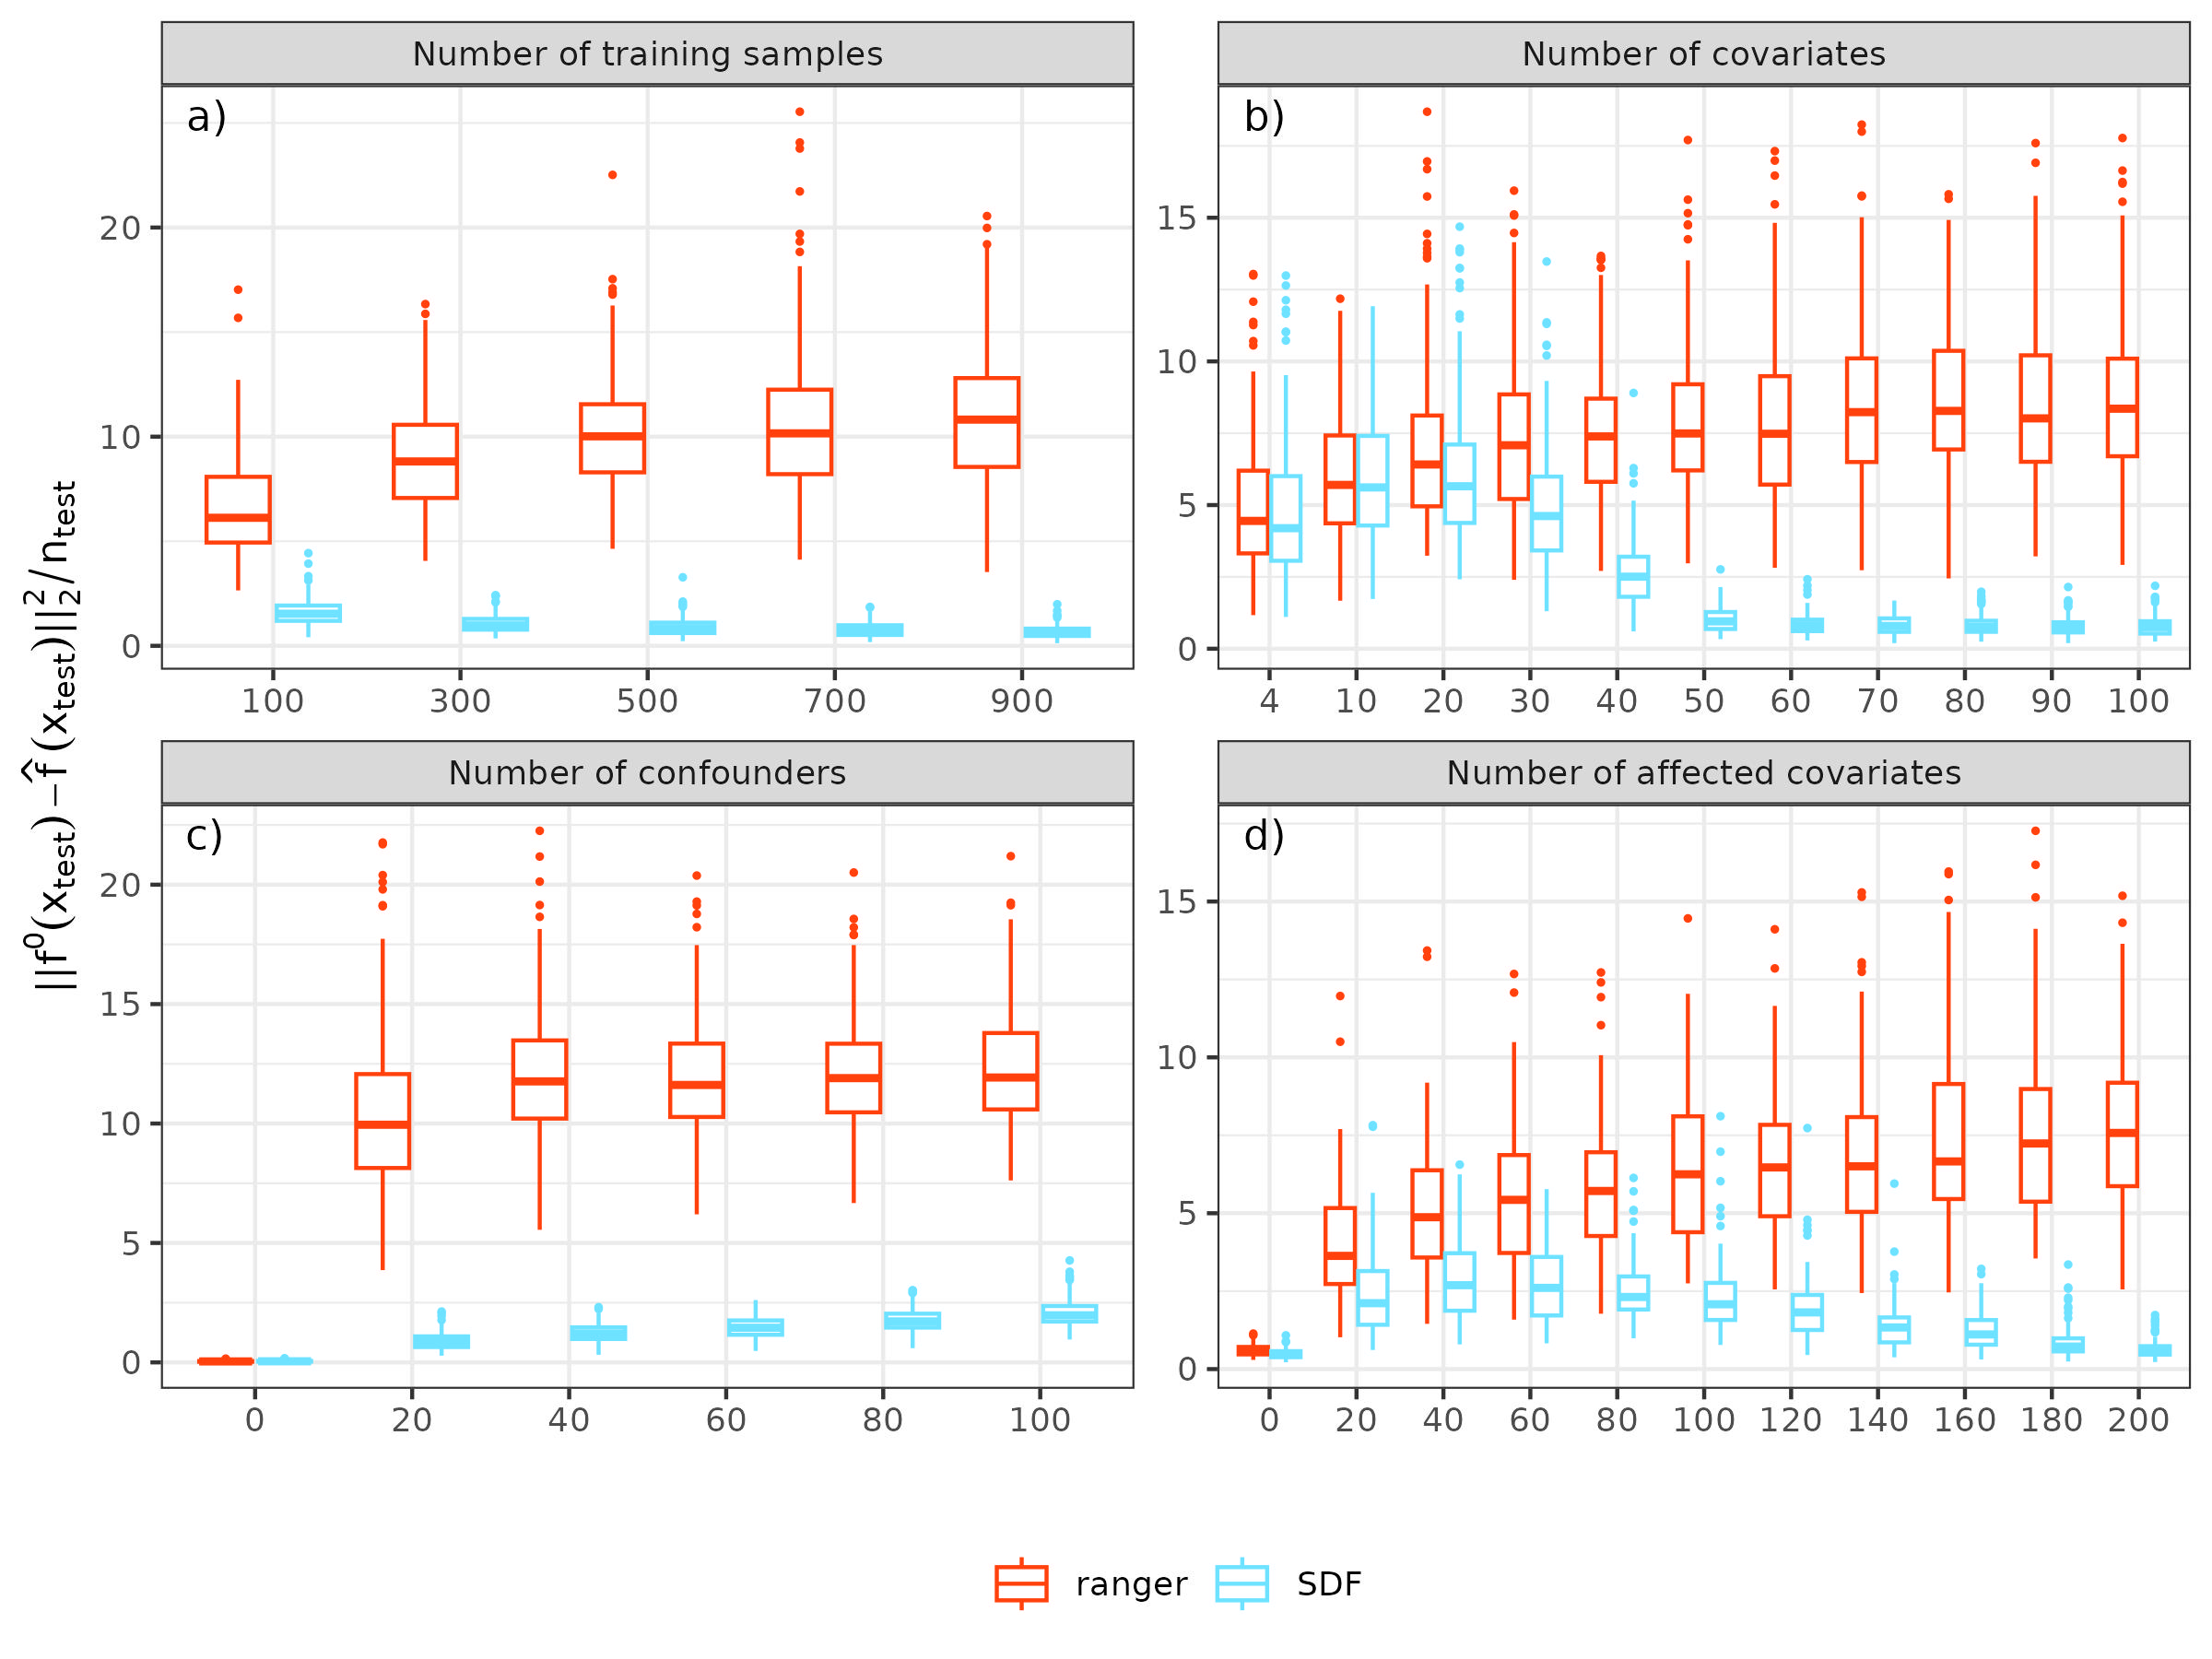 Number of training samples
a)
20
10
0
100 300 500 700 900
Number of covariates
b)
15
10
5
0
4 10 20 30 40 50 60 70 80 90 100
||f⁰(x_test)−f̂(x_test)||₂²/n_test
Number of confounders
c)
20
15
10
5
0
0 20 40 60 80 100
Number of affected covariates
d)
15
10
5
0
0 20 40 60 80 100 120 140 160 180 200
ranger SDF